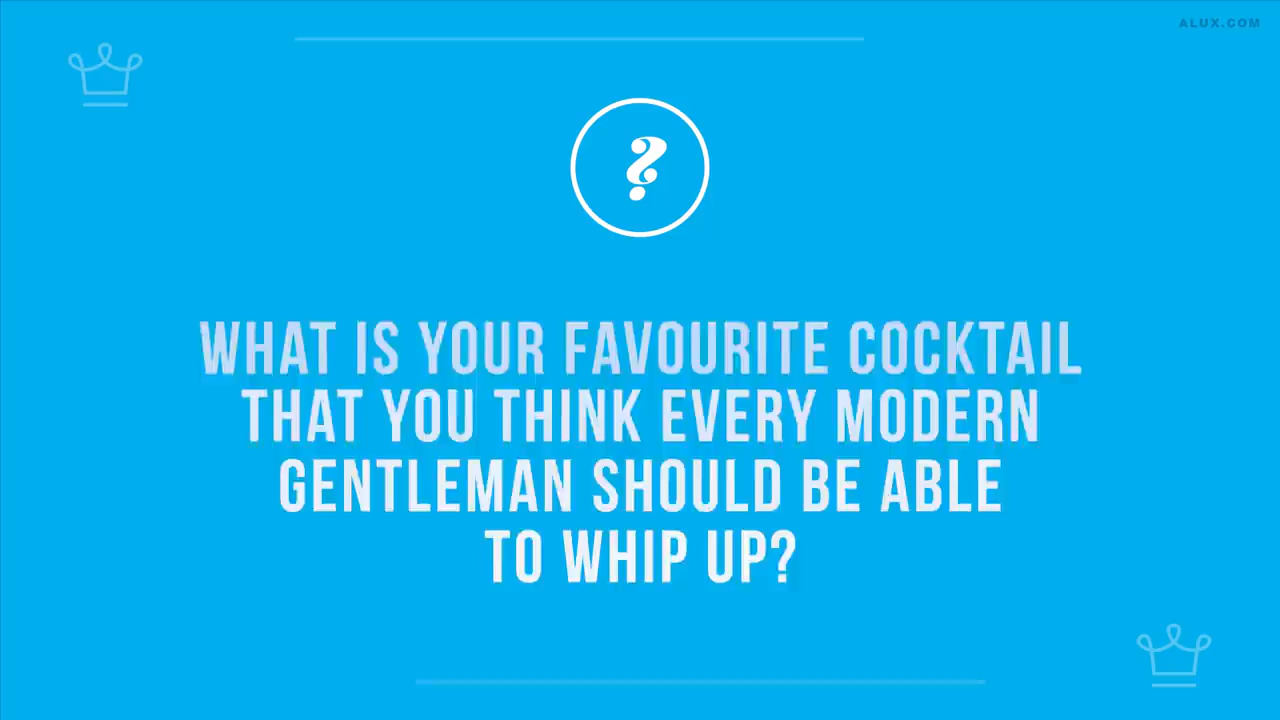 ALUX.COM
?
WHAT IS YOUR FAVOURITE COCKTAIL
THAT YOU THINK EVERY MODERN
GENTLEMAN SHOULD BE ABLE
TO WHIP UP?